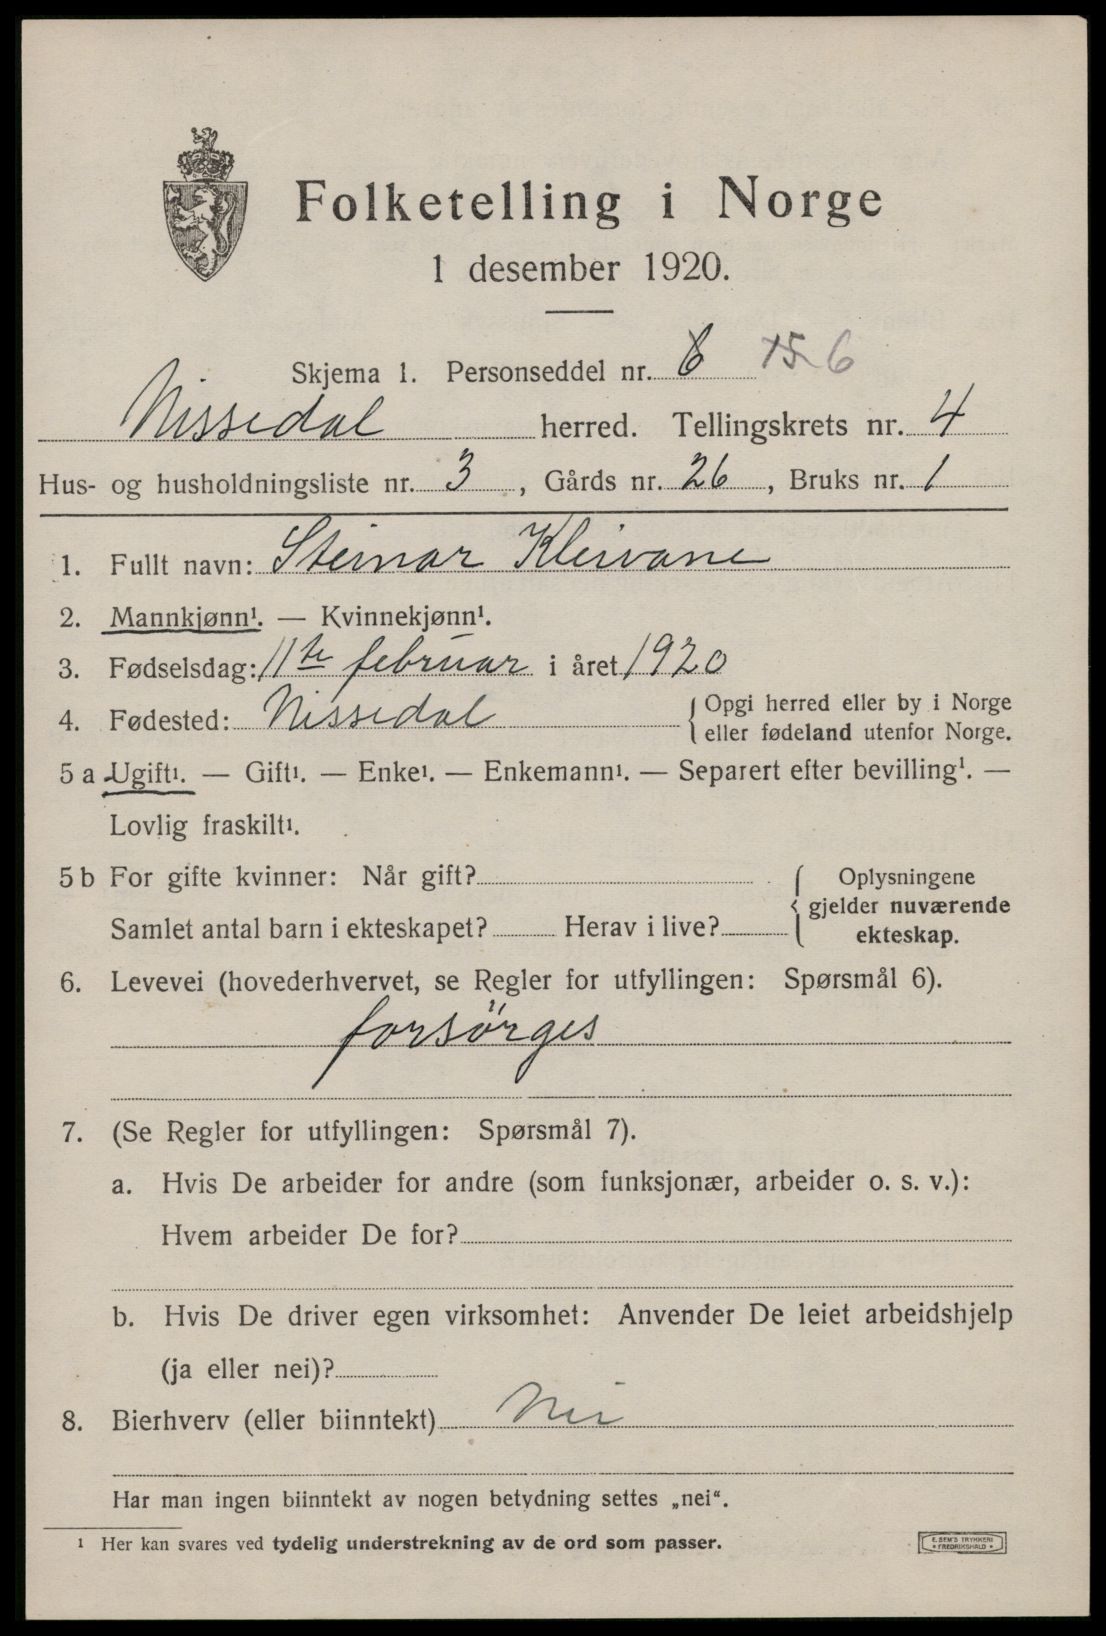 Folketelling i Norge
1 desember 1920.
Skjema 1. Personseddel nr. 6 15 6
Nissedal herred. Tellingskrets nr. 4
Hus- og husholdningsliste nr. 3, Gårds nr. 26, Bruks nr. 1
1. Fullt navn: Steinar Kleivane
2. Mannkjønn¹. — Kvinnekjønn¹.
3. Fødselsdag: 11te februar i året 1920
4. Fødested: Nissedal { Opgi herred eller by i Norge
eller fødeland utenfor Norge.
5 a Ugift¹. — Gift¹. — Enke¹. — Enkemann¹. — Separert efter bevilling¹. —
Lovlig fraskilt¹.
5 b For gifte kvinner: Når gift? { Oplysningene
gjelder nuværende
Samlet antal barn i ekteskapet? Herav i live? ekteskap.
6. Levevei (hovederhvervet, se Regler for utfyllingen: Spørsmål 6).
forsörges
7. (Se Regler for utfyllingen: Spørsmål 7).
a. Hvis De arbeider for andre (som funksjonær, arbeider o. s. v.):
Hvem arbeider De for?
b. Hvis De driver egen virksomhet: Anvender De leiet arbeidshjelp
(ja eller nei)?
8. Bierhverv (eller biinntekt) Nei
Har man ingen biinntekt av nogen betydning settes „nei“.
¹ Her kan svares ved tydelig understrekning av de ord som passer.
E. SEM'S TRYKKERI
• FREDRIKSHALD •